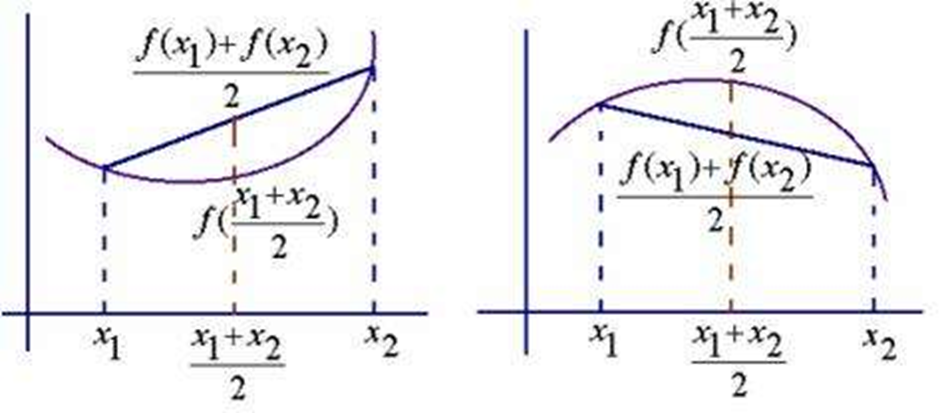 f(x₁)+f(x₂)
2
f(x₁+x₂
2)
x₁
x₁+x₂
2
x₂
f(x₁+x₂
2)
f(x₁)+f(x₂)
2
x₁
x₁+x₂
2
x₂